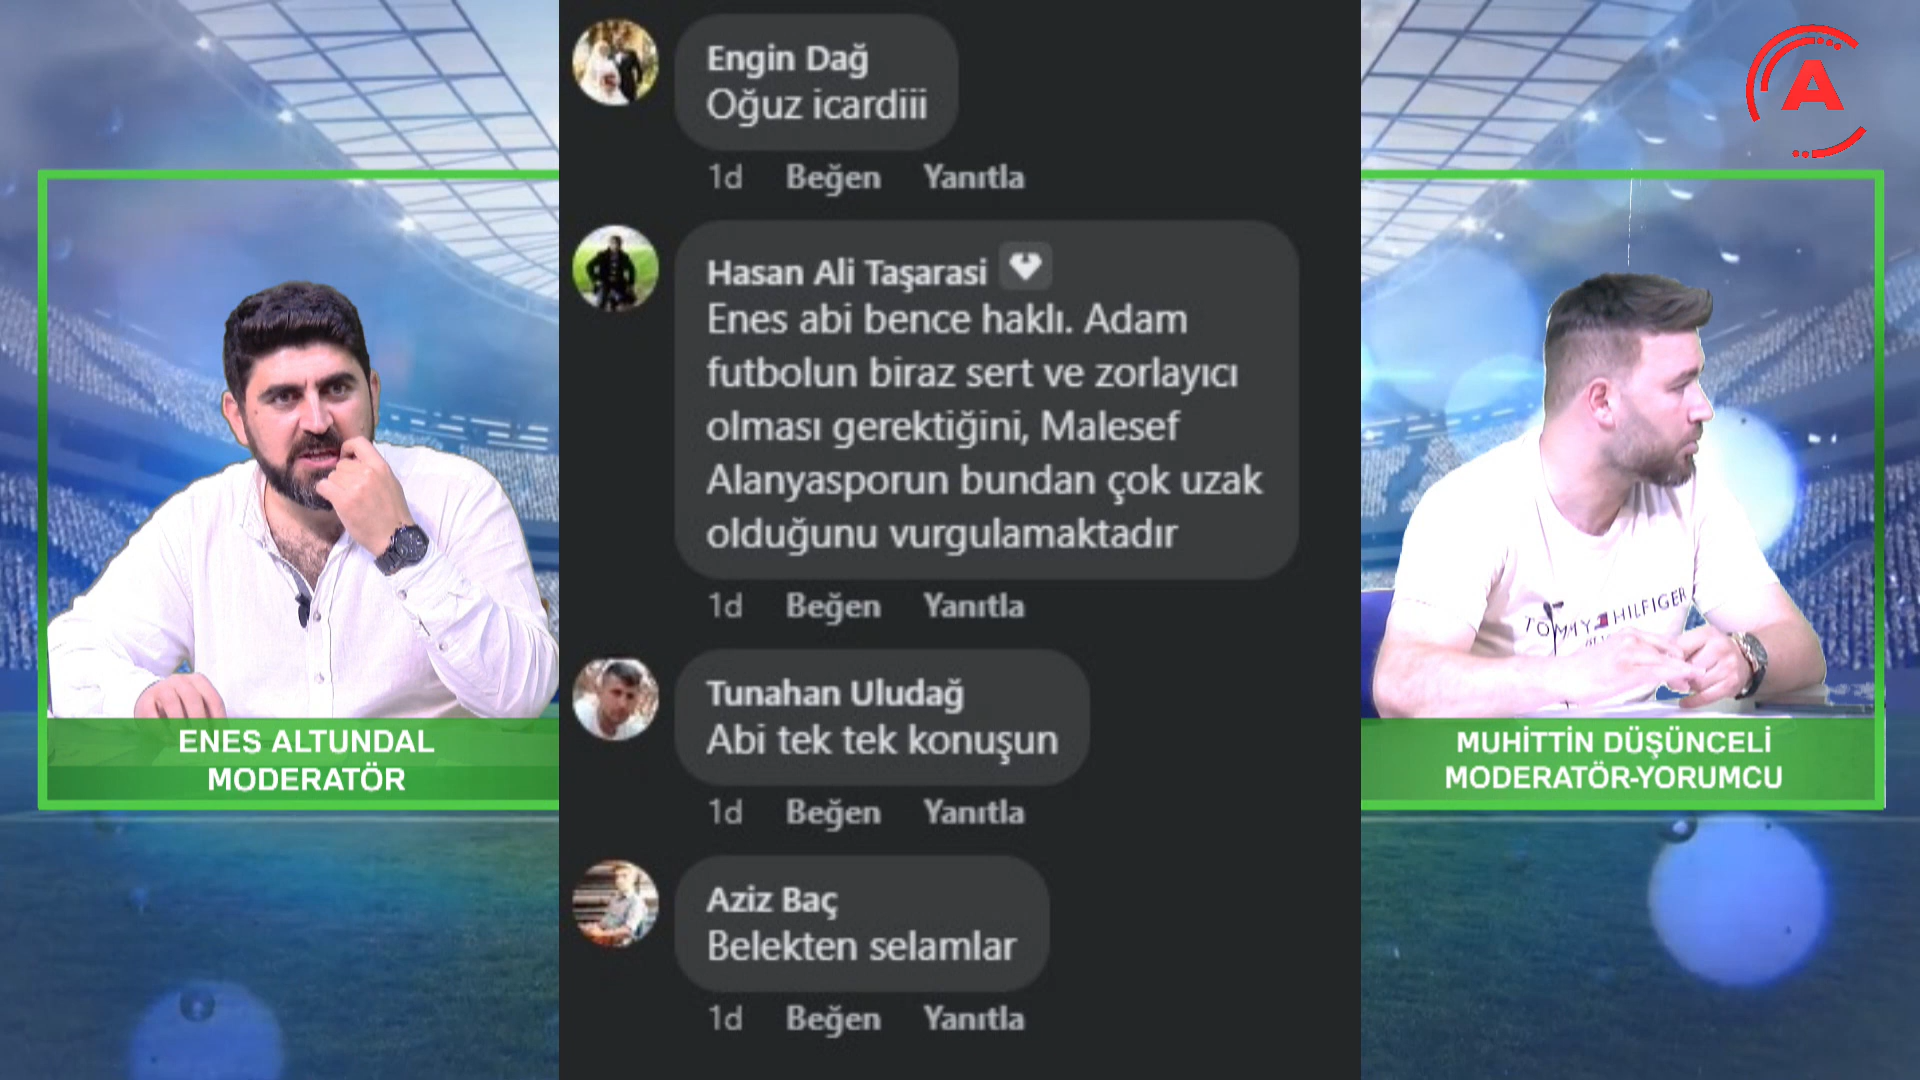 Engin Dağ
Oğuz icardiii
1d Beğen Yanıtla
Hasan Ali Taşarasi
Enes abi bence haklı. Adam
futbolun biraz sert ve zorlayıcı
olması gerektiğini, Malesef
Alanyasporun bundan çok uzak
olduğunu vurgulamaktadır
1d Beğen Yanıtla
Tunahan Uludağ
Abi tek tek konuşun
1d Beğen Yanıtla
Aziz Baç
Belekten selamlar
1d Beğen Yanıtla
ENES ALTUNDAL
MODERATÖR
A
TOMMY HILFIGER
MUHİTTİN DÜŞÜNCELİ
MODERATÖR-YORUMCU